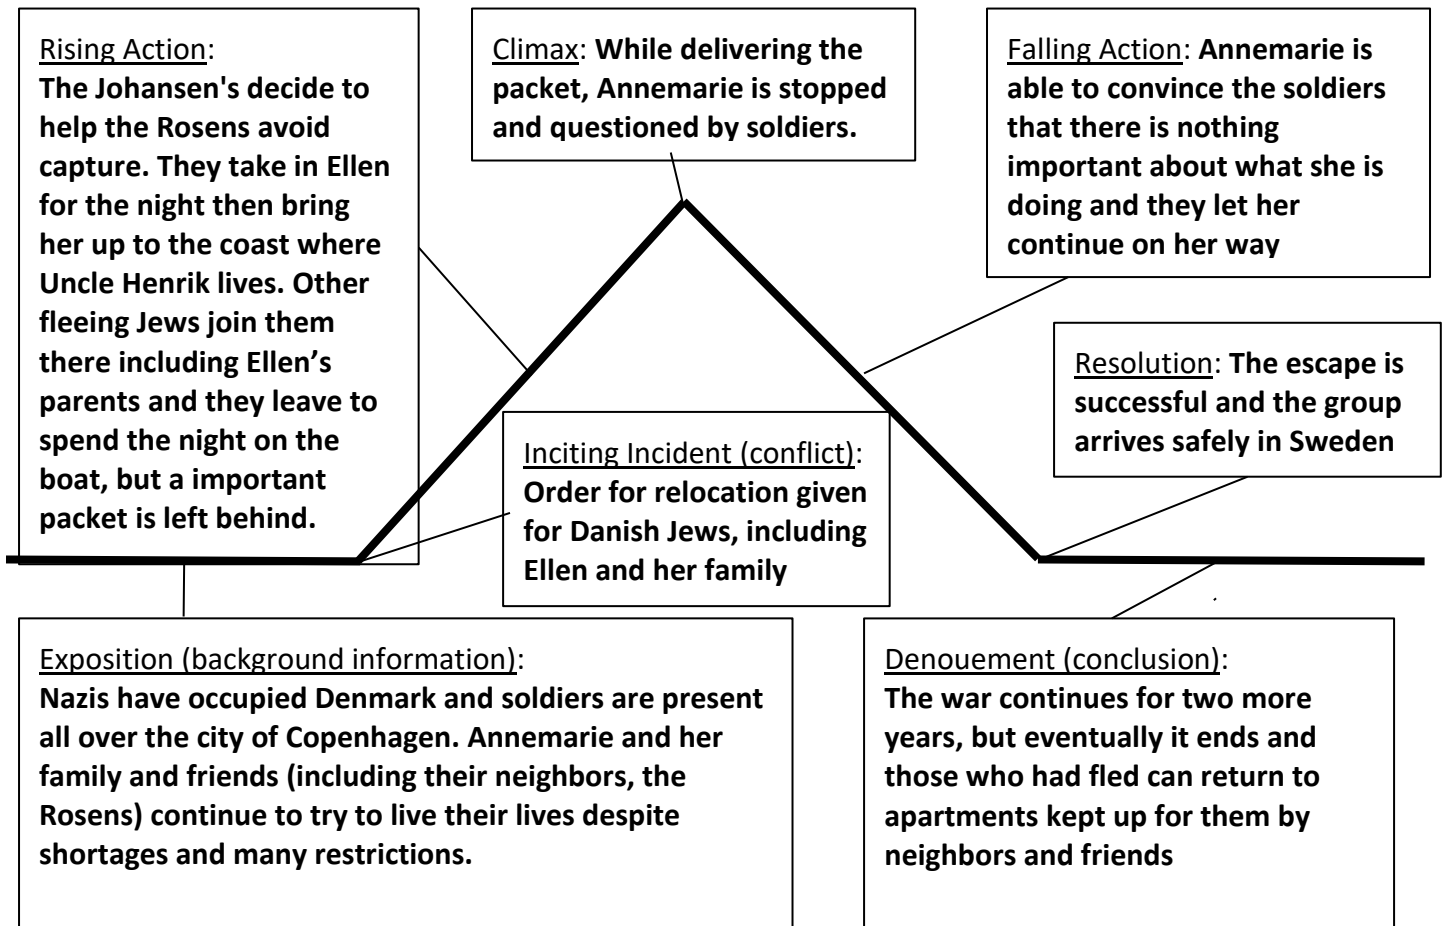 Rising Action:
The Johansen's decide to
help the Rosens avoid
capture. They take in Ellen
for the night then bring
her up to the coast where
Uncle Henrik lives. Other
fleeing Jews join them
there including Ellen’s
parents and they leave to
spend the night on the
boat, but a important
packet is left behind.
Climax: While delivering the
packet, Annemarie is stopped
and questioned by soldiers.
Falling Action: Annemarie is
able to convince the soldiers
that there is nothing
important about what she is
doing and they let her
continue on her way
Resolution: The escape is
successful and the group
arrives safely in Sweden
Inciting Incident (conflict):
Order for relocation given
for Danish Jews, including
Ellen and her family
Exposition (background information):
Nazis have occupied Denmark and soldiers are present
all over the city of Copenhagen. Annemarie and her
family and friends (including their neighbors, the
Rosens) continue to try to live their lives despite
shortages and many restrictions.
Denouement (conclusion):
The war continues for two more
years, but eventually it ends and
those who had fled can return to
apartments kept up for them by
neighbors and friends